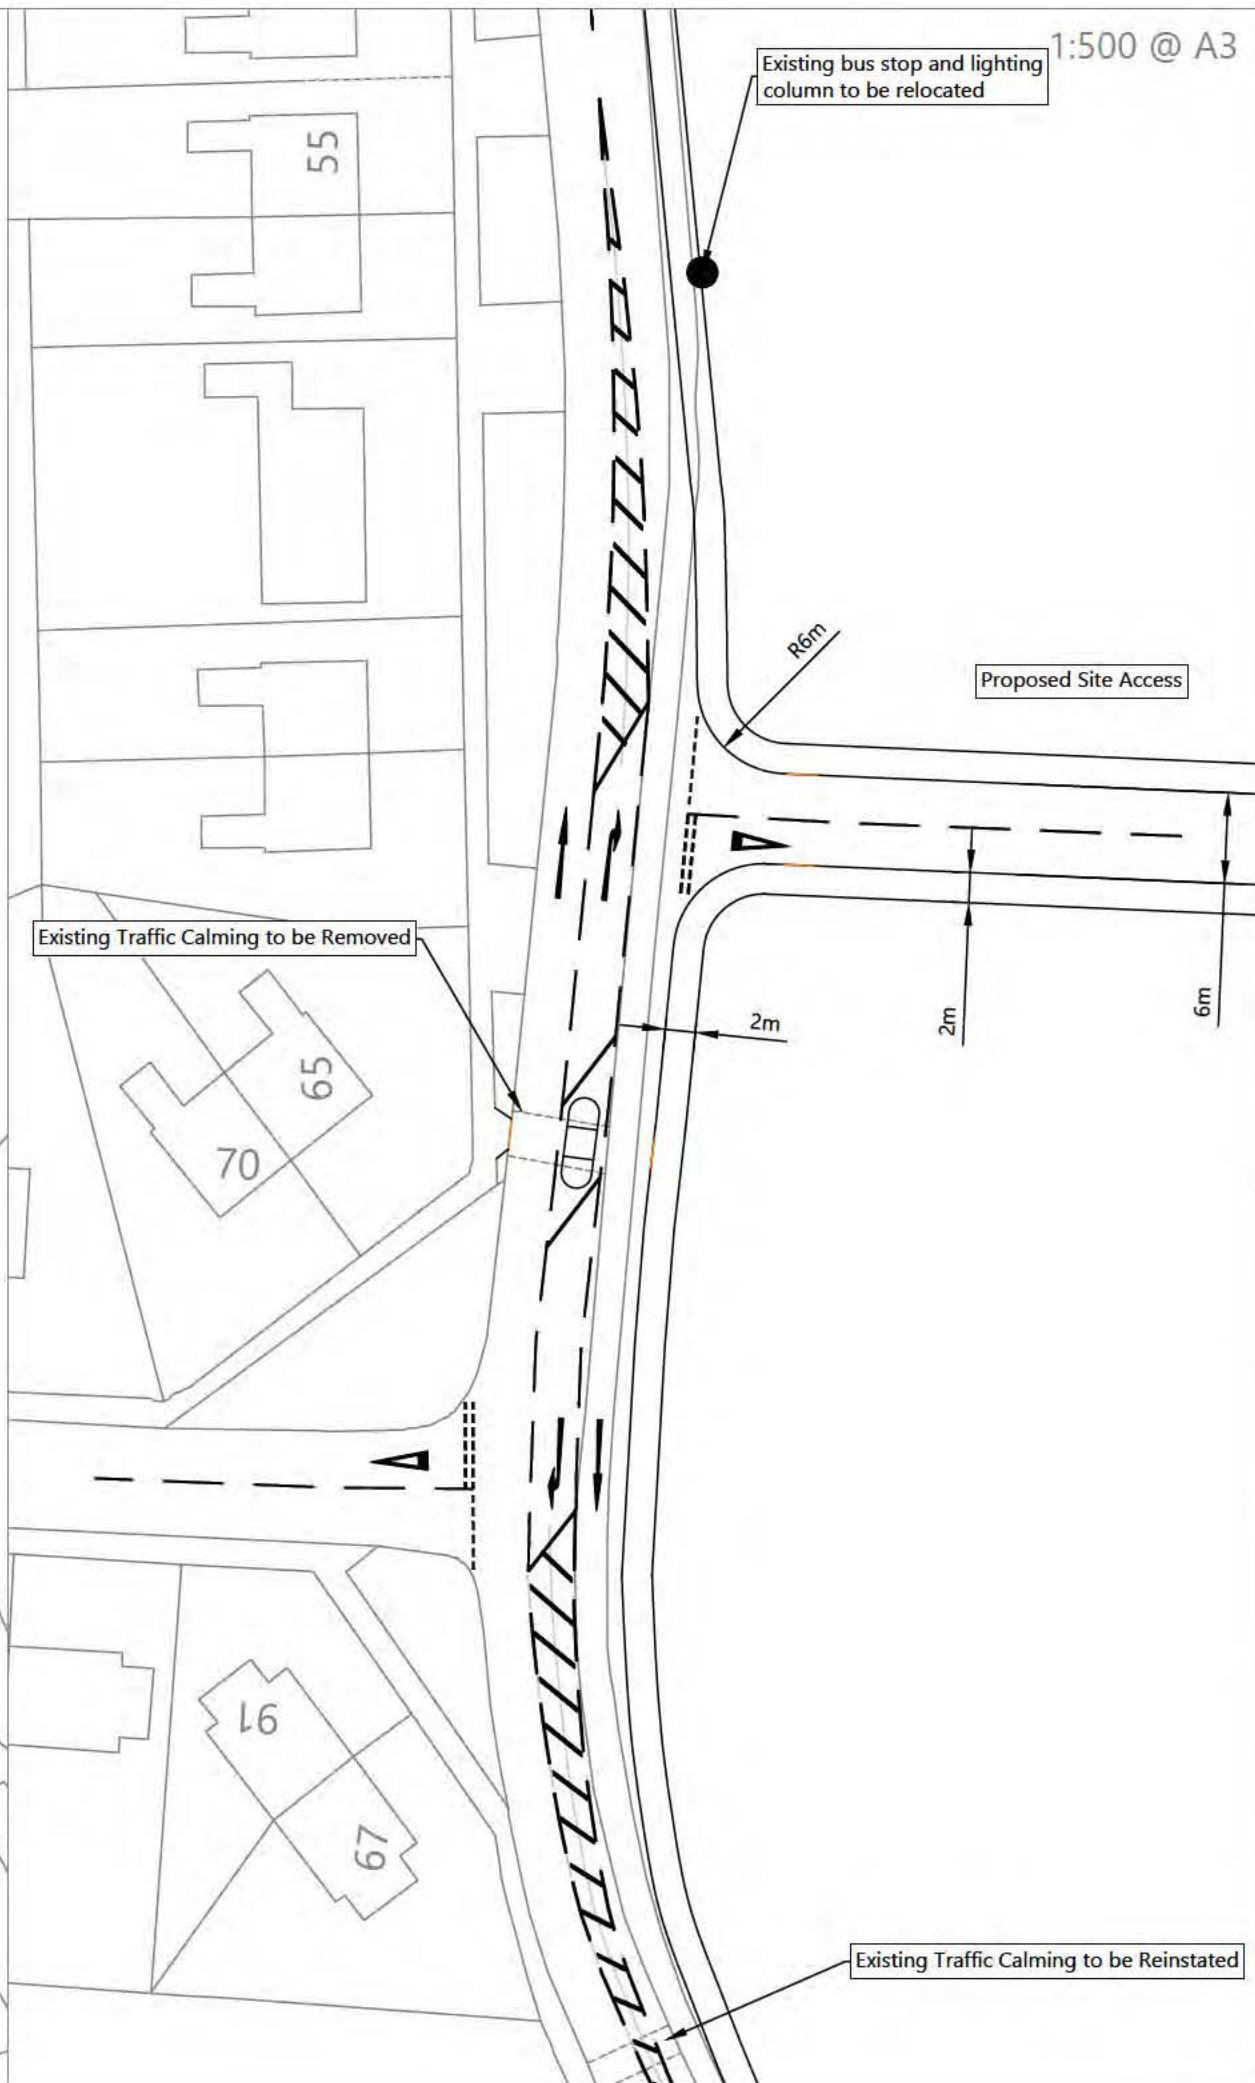 1:500 @ A3
Existing bus stop and lighting
column to be relocated
55
R6m
Proposed Site Access
Existing Traffic Calming to be Removed
2m
2m
6m
65
70
91
67
Existing Traffic Calming to be Reinstated